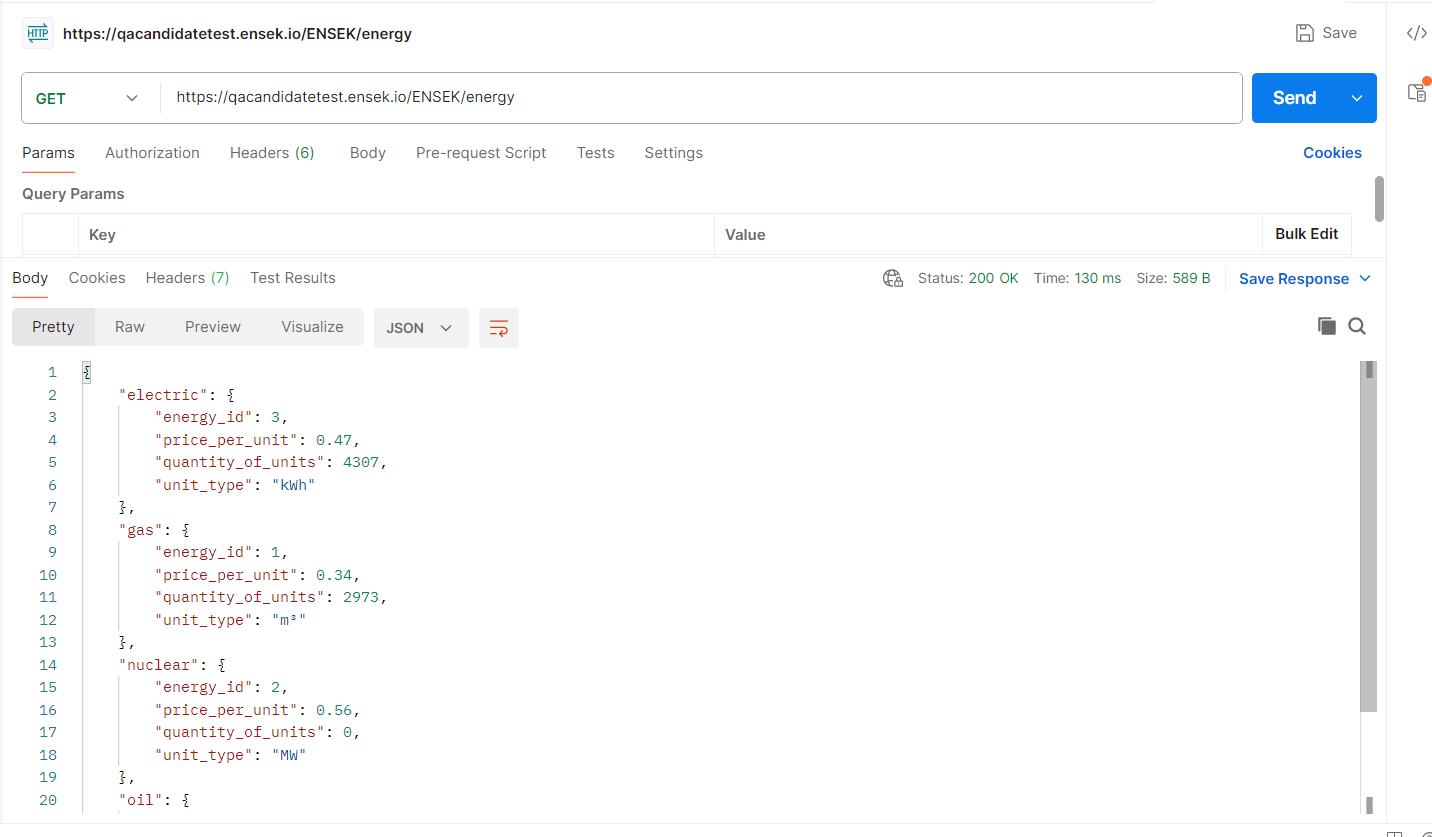 HTTP https://qacandidatetest.ensek.io/ENSEK/energy Save
GET https://qacandidatetest.ensek.io/ENSEK/energy Send
Params Authorization Headers (6) Body Pre-request Script Tests Settings Cookies
Query Params
Key Value Bulk Edit
Body Cookies Headers (7) Test Results Status: 200 OK Time: 130 ms Size: 589 B Save Response
Pretty Raw Preview Visualize JSON
1 {
2 "electric": {
3 "energy_id": 3,
4 "price_per_unit": 0.47,
5 "quantity_of_units": 4307,
6 "unit_type": "kWh"
7 },
8 "gas": {
9 "energy_id": 1,
10 "price_per_unit": 0.34,
11 "quantity_of_units": 2973,
12 "unit_type": "m³"
13 },
14 "nuclear": {
15 "energy_id": 2,
16 "price_per_unit": 0.56,
17 "quantity_of_units": 0,
18 "unit_type": "MW"
19 },
20 "oil": {